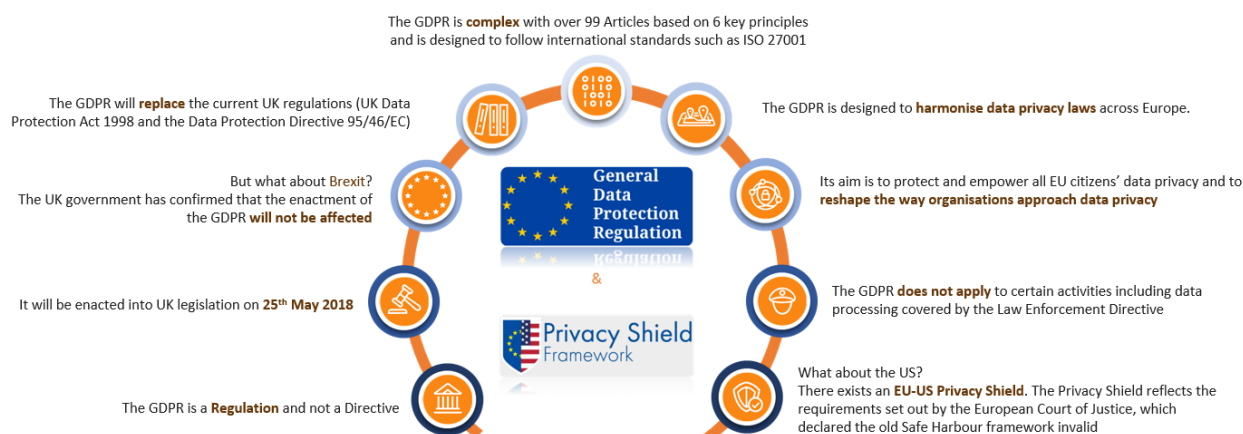 The GDPR is complex with over 99 Articles based on 6 key principles
and is designed to follow international standards such as ISO 27001
The GDPR will replace the current UK regulations (UK Data
Protection Act 1998 and the Data Protection Directive 95/46/EC)
0100
0110
1001
1010
The GDPR is designed to harmonise data privacy laws across Europe.
But what about Brexit?
The UK government has confirmed that the enactment
of the GDPR will not be affected
General
Data
Protection
Regulation
Its aim is to protect and empower all EU citizens’ data privacy and to
reshape the way organisations approach data privacy
&
It will be enacted into UK legislation on 25th May 2018
The GDPR does not apply to certain activities including data
processing covered by the Law Enforcement Directive
Privacy Shield
Framework
The GDPR is a Regulation and not a Directive
What about the US?
There exists an EU-US Privacy Shield. The Privacy Shield reflects the
requirements set out by the European Court of Justice, which
declared the old Safe Harbour framework invalid